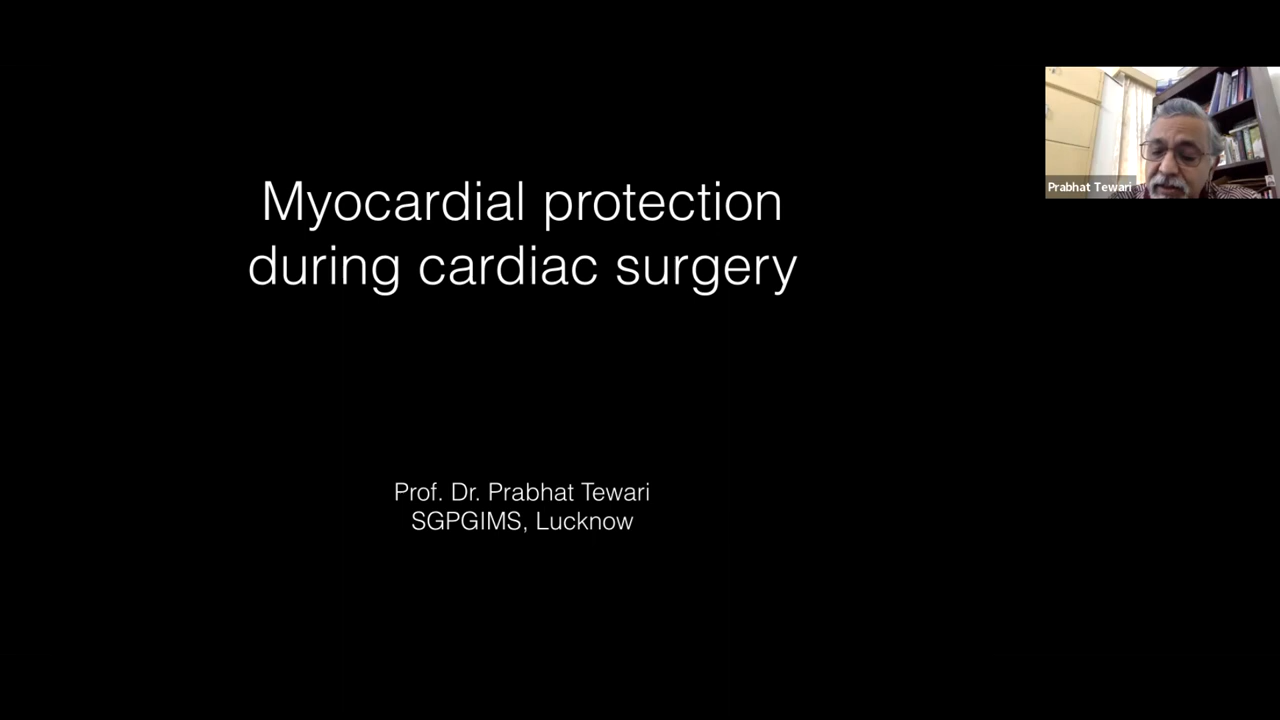 Myocardial protection
during cardiac surgery
Prof. Dr. Prabhat Tewari
SGPGIMS, Lucknow
Prabhat Tewari